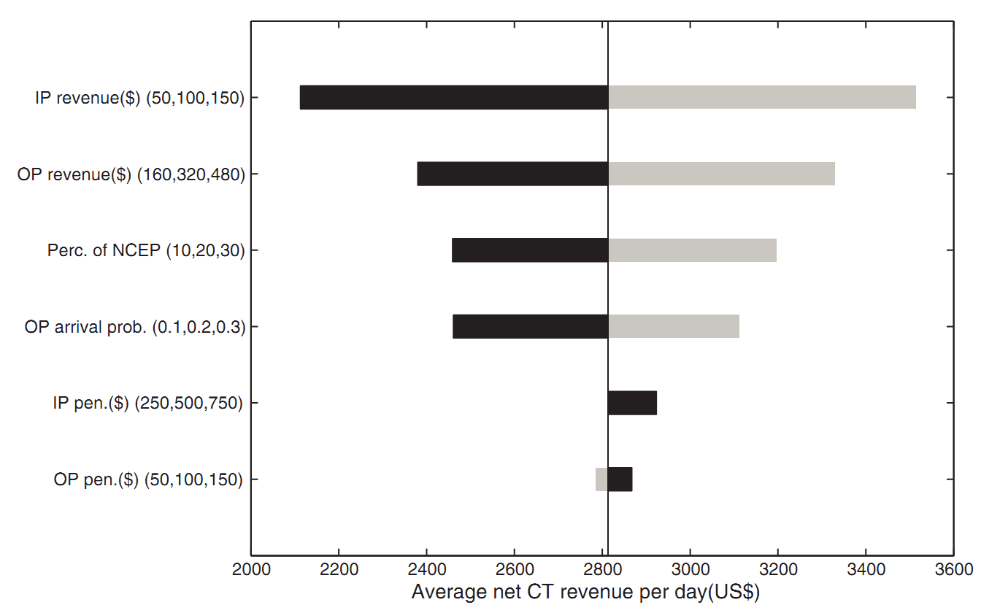 IP revenue($) (50,100,150)
OP revenue($) (160,320,480)
Perc. of NCEP (10,20,30)
OP arrival prob. (0.1,0.2,0.3)
IP pen.($) (250,500,750)
OP pen.($) (50,100,150)
2000 2200 2400 2600 2800 3000 3200 3400 3600
Average net CT revenue per day(US$)